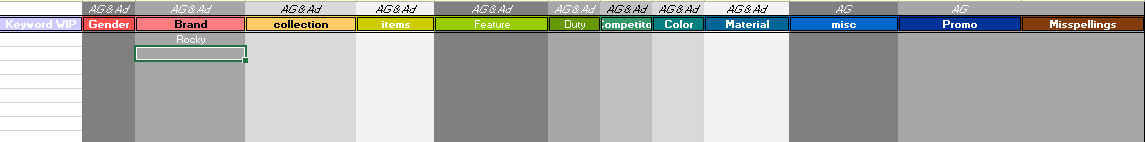 AG & Ad AG & Ad AG & Ad AG & Ad AG & Ad AG & Ad AG & Ad AG & Ad AG & Ad AG AG
Keyword WIP Gender Brand collection items Feature Duty Competito Color Material misc Promo Misspellings
Rocky